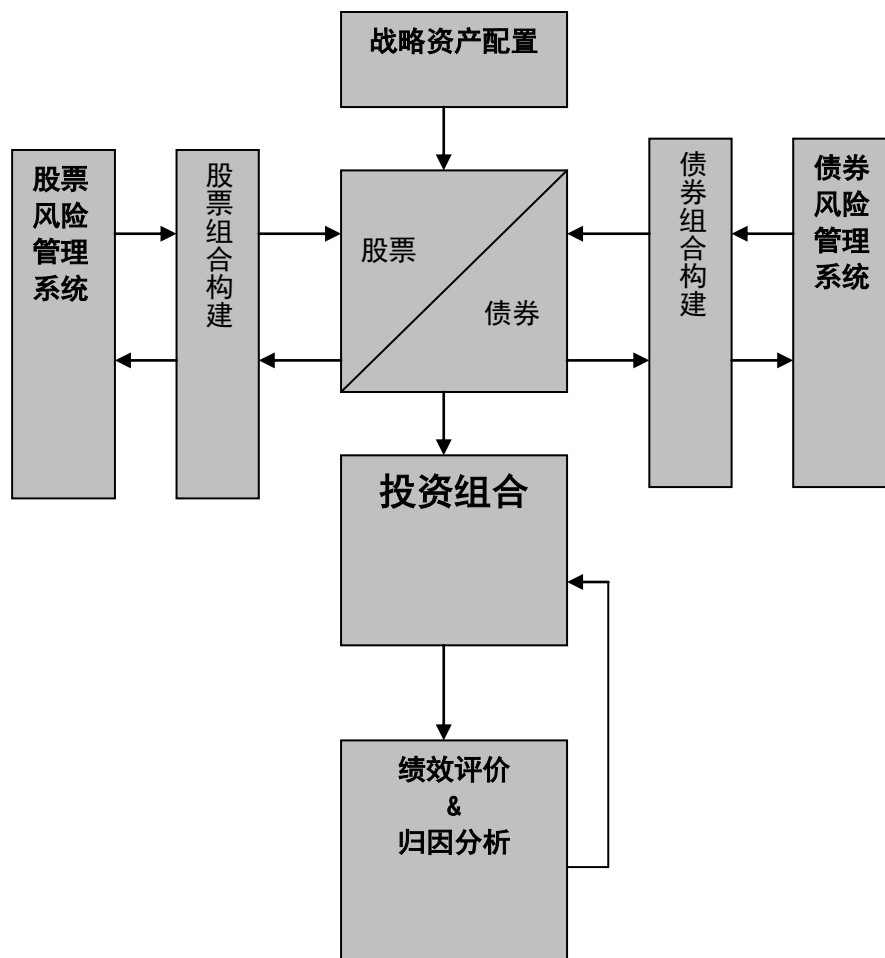 战略资产配置
股票
风险
管理
系统
股票组合构建
股票
债券
债券组合构建
债券
风险
管理
系统
投资组合
绩效评价
&
归因分析